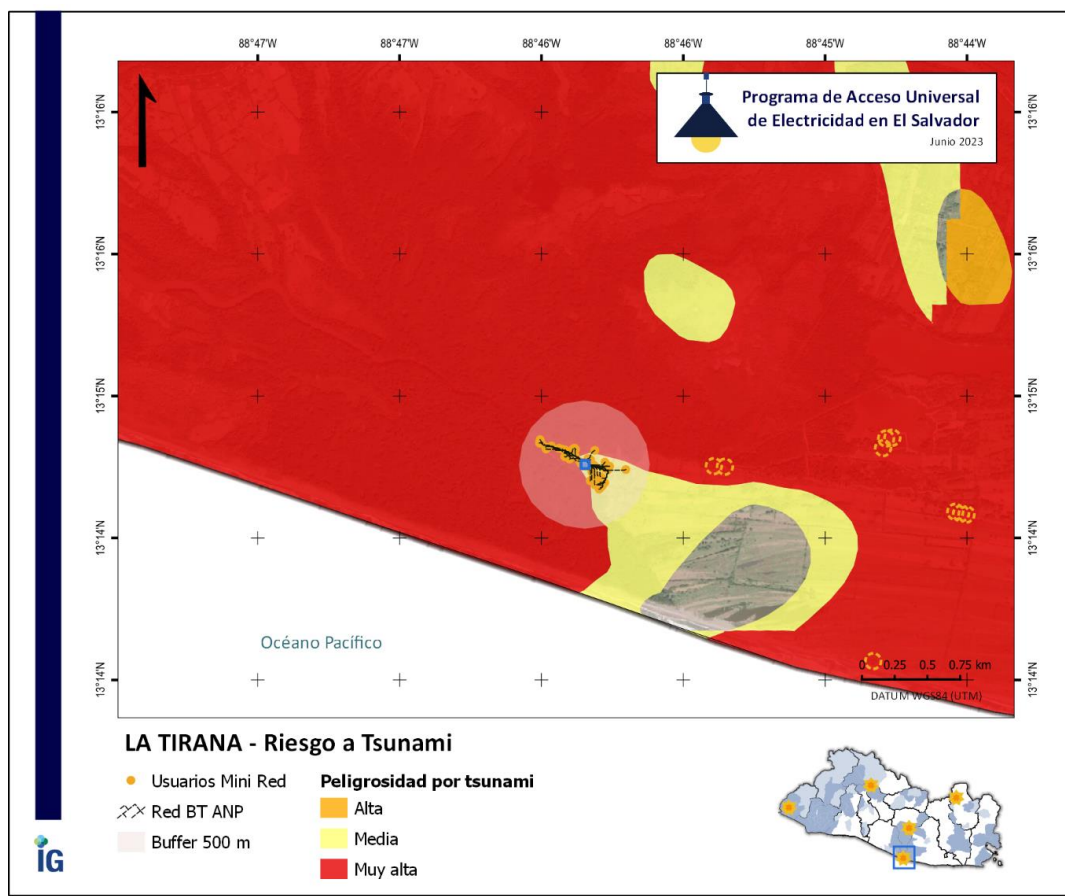 88°47'W 88°47'W 88°46'W 88°46'W 88°45'W 88°44'W
Programa de Acceso Universal
de Electricidad en El Salvador
Junio 2023
13°16'N 13°16'N
13°16'N 13°16'N
13°15'N 13°15'N
13°14'N 13°14'N
Océano Pacífico
0 0.25 0.5 0.75 km
13°14'N 13°14'N
DATUM WGS84 (UTM)
LA TIRANA - Riesgo a Tsunami
Usuarios Mini Red
Red BT ANP
Buffer 500 m
Peligrosidad por tsunami
Alta
Media
Muy alta
IG